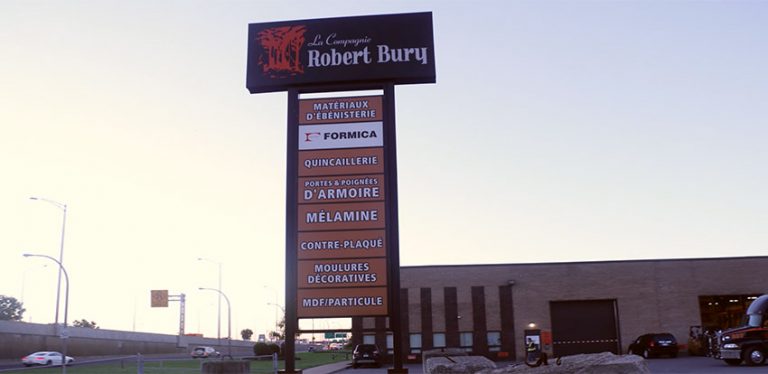 La Compagnie
Robert Bury
MATÉRIAUX
D'ÉBÉNISTERIE
FORMICA
QUINCAILLERIE
PORTES & POIGNÉES
D'ARMOIRE
MÉLAMINE
CONTRE-PLAQUÉ
MOULURES
DÉCORATIVES
MDF/PARTICULE